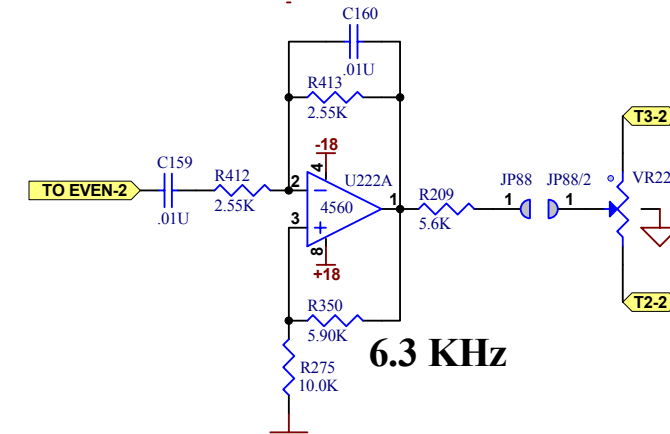 C160
.01U
R413
2.55K
T3-2
-18
4
C159
R412
2
U222A
JP88
JP88/2
VR22
TO EVEN-2
4560
1
R209
1
1
.01U
2.55K
3
5.6K
8
+18
R350
5.90K
T2-2
6.3 KHz
R275
10.0K